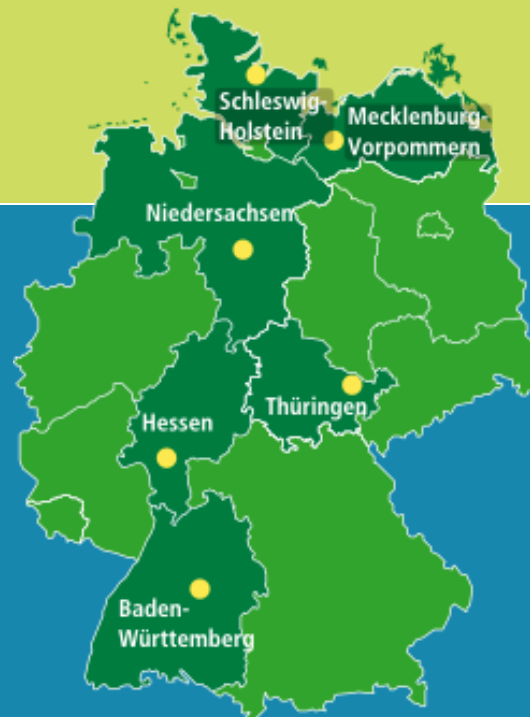 Schleswig-
Holstein
Mecklenburg-
Vorpommern
Niedersachsen
Thüringen
Hessen
Baden-
Württemberg